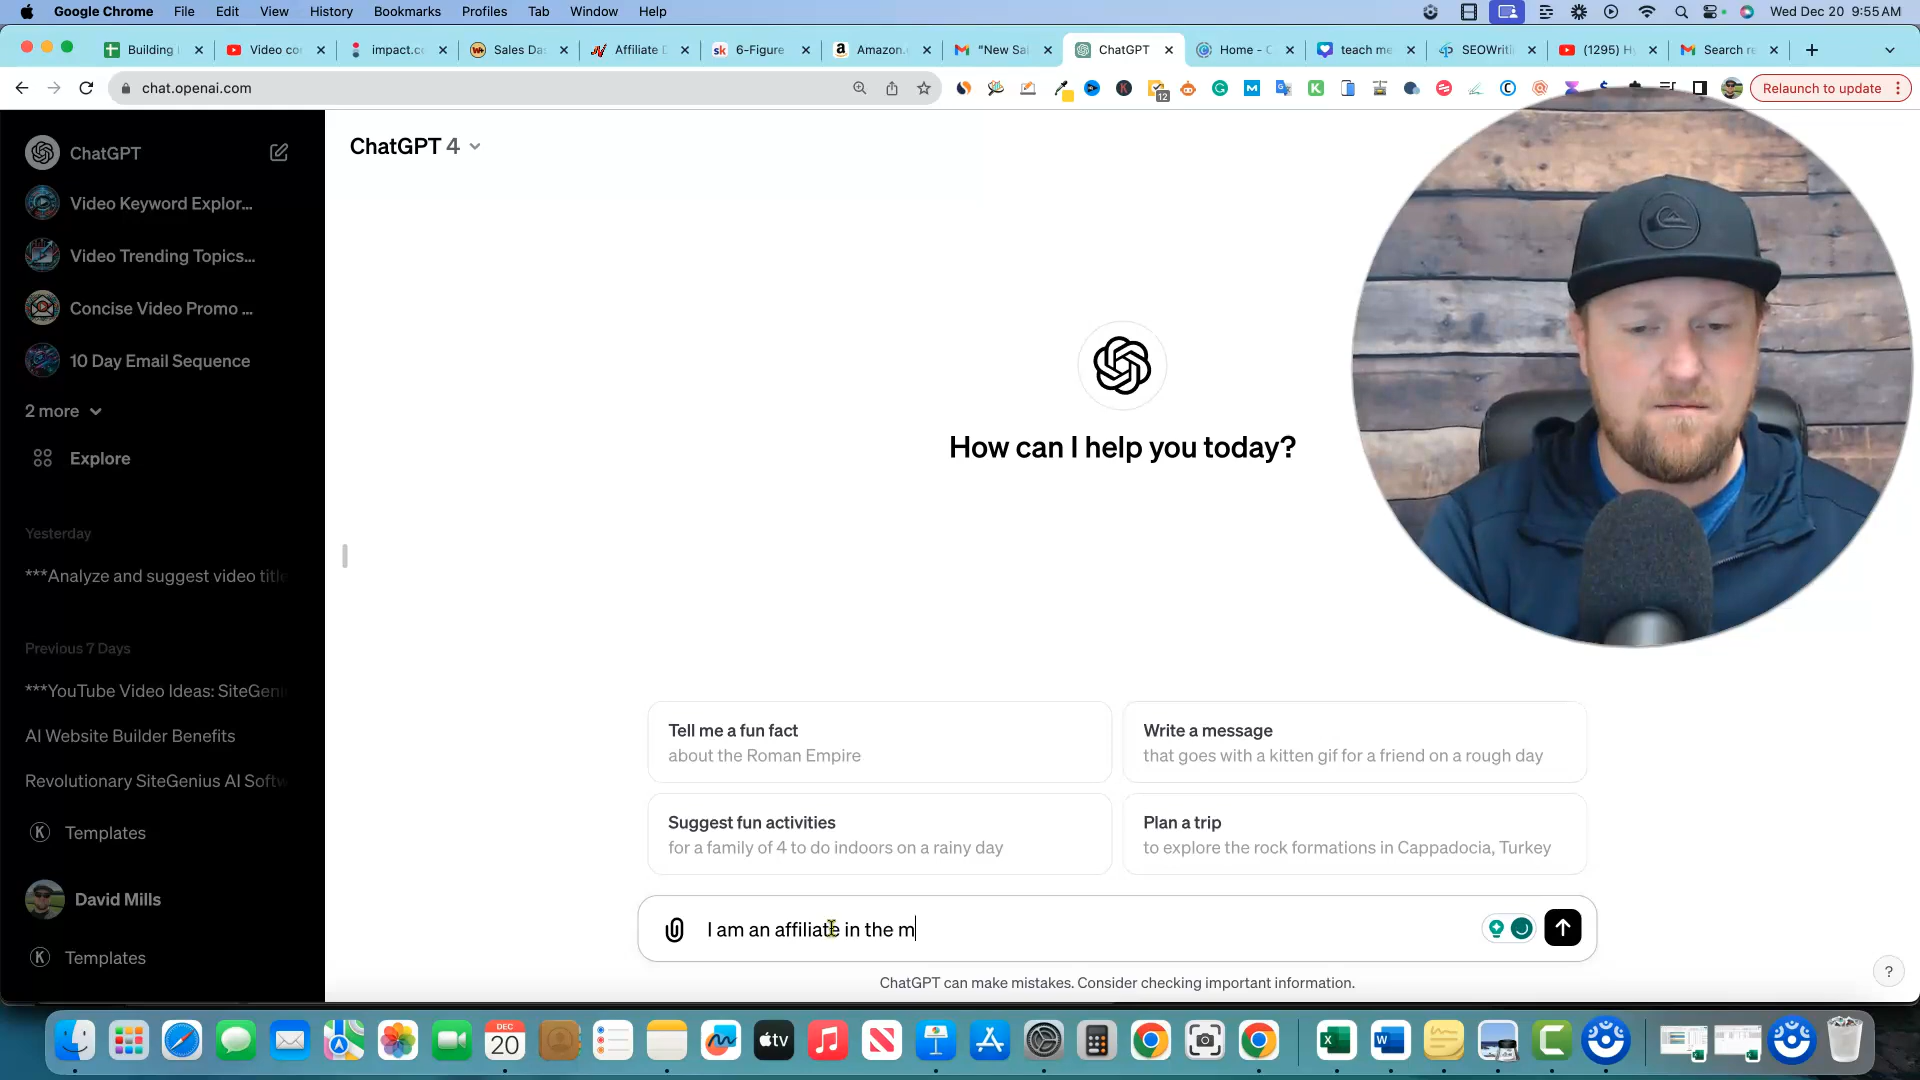 Google Chrome File Edit View History Bookmarks Profiles Tab Window Help Wed Dec 20 9:55 AM
Building Video co impact.c Sales Da Affiliate D 6-Figure Amazon. "New Sal ChatGPT Home - C teach me SEOWriti (1295) H Search re
chat.openai.com 12 Relaunch to update
ChatGPT
ChatGPT 4
Video Keyword Explor...
Video Trending Topics...
Concise Video Promo ...
10 Day Email Sequence
2 more
Explore
How can I help you today?
Yesterday
***Analyze and suggest video title
Previous 7 Days
***YouTube Video Ideas: SiteGeni
AI Website Builder Benefits
Revolutionary SiteGenius AI Softw
Templates
David Mills
Templates
Tell me a fun fact
about the Roman Empire
Write a message
that goes with a kitten gif for a friend on a rough day
Suggest fun activities
for a family of 4 to do indoors on a rainy day
Plan a trip
to explore the rock formations in Cappadocia, Turkey
I am an affiliate in the m
ChatGPT can make mistakes. Consider checking important information.
?
DEC
20
tv